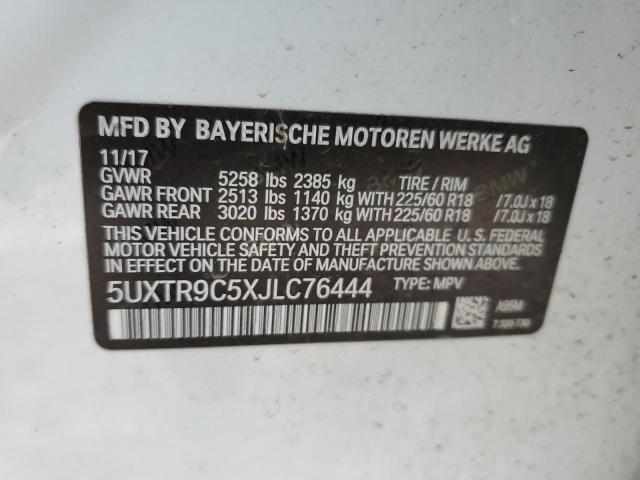 MFD BY BAYERISCHE MOTOREN WERKE AG
11/17
GVWR 5258 lbs 2385 kg TIRE / RIM
GAWR FRONT 2513 lbs 1140 kg WITH 225/60 R18 /7.0J x 18
GAWR REAR 3020 lbs 1370 kg WITH 225/60 R18 /7.0J x 18
THIS VEHICLE CONFORMS TO ALL APPLICABLE U.S. FEDERAL
MOTOR VEHICLE SAFETY AND THEFT PREVENTION STANDARDS
IN EFFECT ON THE DATE OF MANUFACTURE SHOWN ABOVE.
5UXTR9C5XJLC76444 TYPE: MPV
A96M